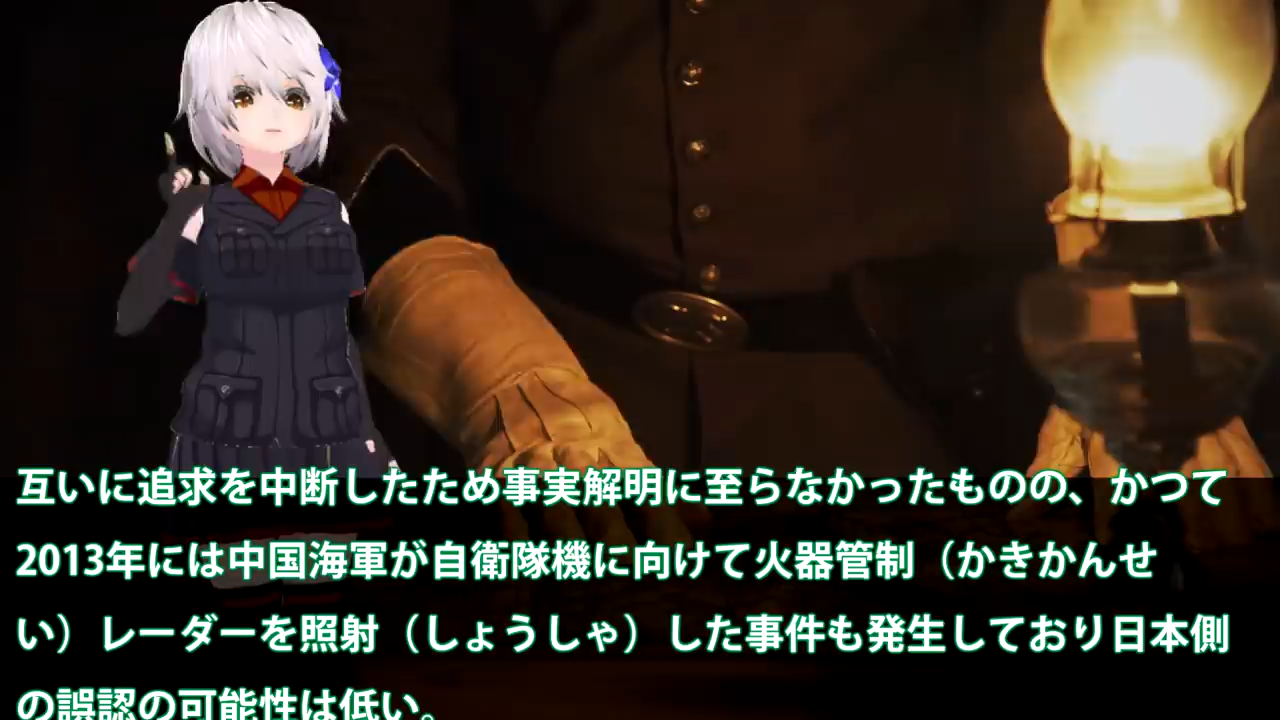 互いに追求を中断したため事実解明に至らなかったものの、かつて
2013年には中国海軍が自衛隊機に向けて火器管制（かきかんせ
い）レーダーを照射（しょうしゃ）した事件も発生しており日本側
の誤認の可能性は低い。